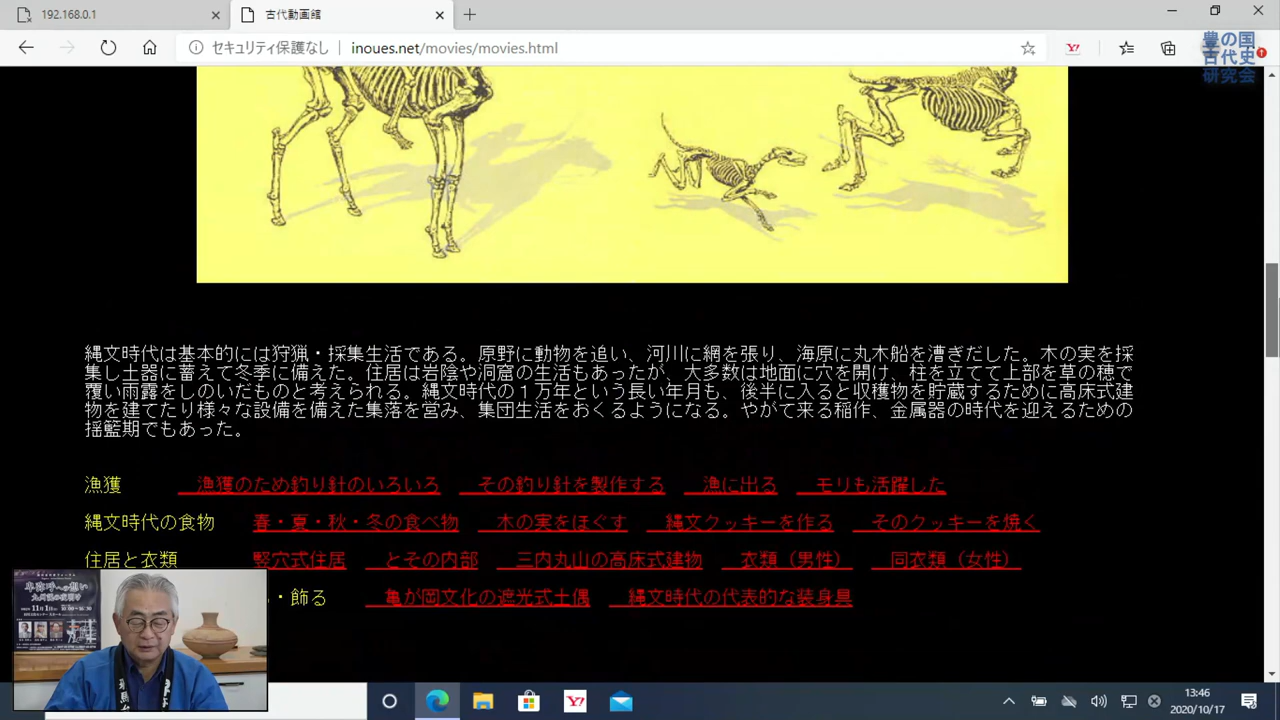 192.168.0.1
古代動画館
セキュリティ保護なし
inoues.net/movies/movies.html
豊の国
古代史
研究会
縄文時代は基本的には狩猟・採集生活である。原野に動物を追い、河川に網を張り、海原に丸木船を漕ぎだした。木の実を採
集し土器に蓄えて冬季に備えた。住居は岩陰や洞窟の生活もあったが、大多数は地面に穴を開け、柱を立てて上部を草の穂で
覆い雨露をしのいだものと考えられる。縄文時代の１万年という長い年月も、後半に入ると収穫物を貯蔵するために高床式建
物を建てたり様々な設備を備えた集落を営み、集団生活をおくるようになる。やがて来る稲作、金属器の時代を迎えるための
揺籃期でもあった。
漁獲 漁獲のため釣り針のいろいろ その釣り針を製作する 漁に出る モリも活躍した
縄文時代の食物 春・夏・秋・冬の食べ物 木の実をほぐす 縄文クッキーを作る そのクッキーを焼く
住居と衣類 竪穴式住居 とその内部 三内丸山の高床式建物 衣類（男性） 同衣類（女性）
・飾る 亀が岡文化の遮光式土偶 縄文時代の代表的な装身具
卑弥呼への想い
11月1日
13:46
2020/10/17